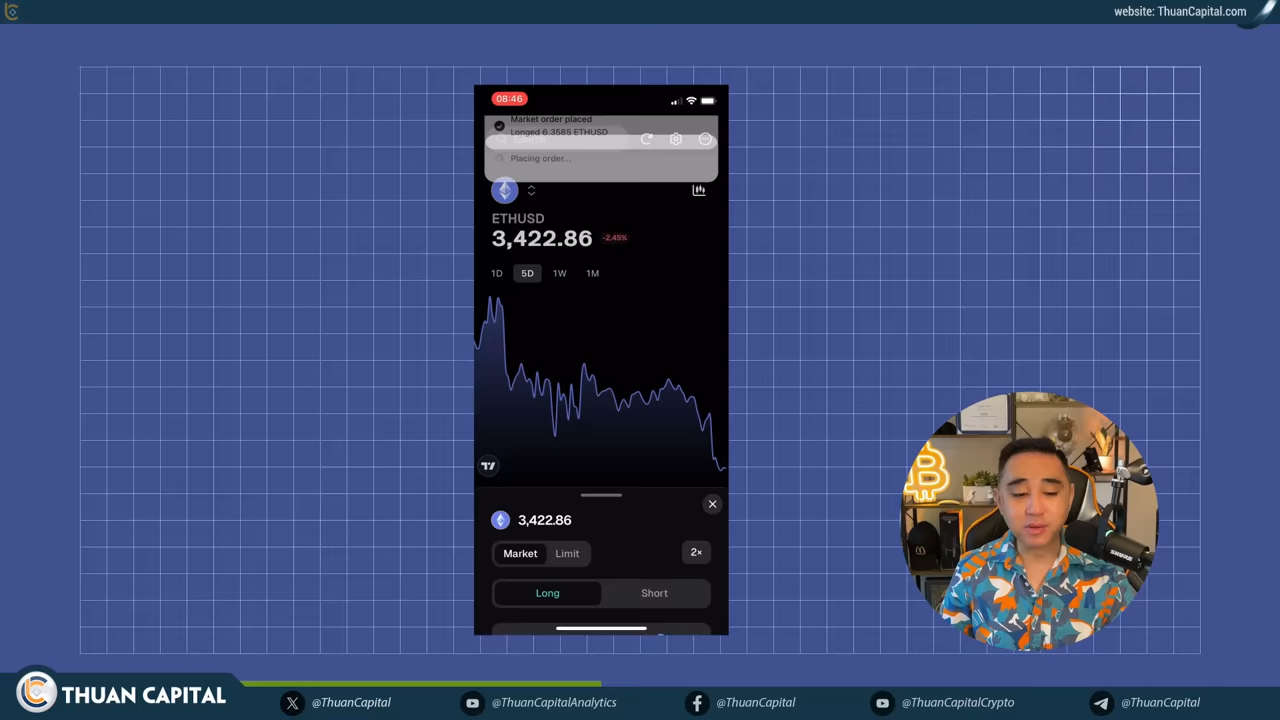 website: ThuanCapital.com
08:46
Market order placed
Longed 6.3585 ETHUSD
Search
Placing order...
ETHUSD
3,422.86 -2.45%
1D 5D 1W 1M
3,422.86
Market Limit 2×
Long Short
SHURE
THUAN CAPITAL @ThuanCapital @ThuanCapitalAnalytics @ThuanCapital @ThuanCapitalCrypto @ThuanCapital